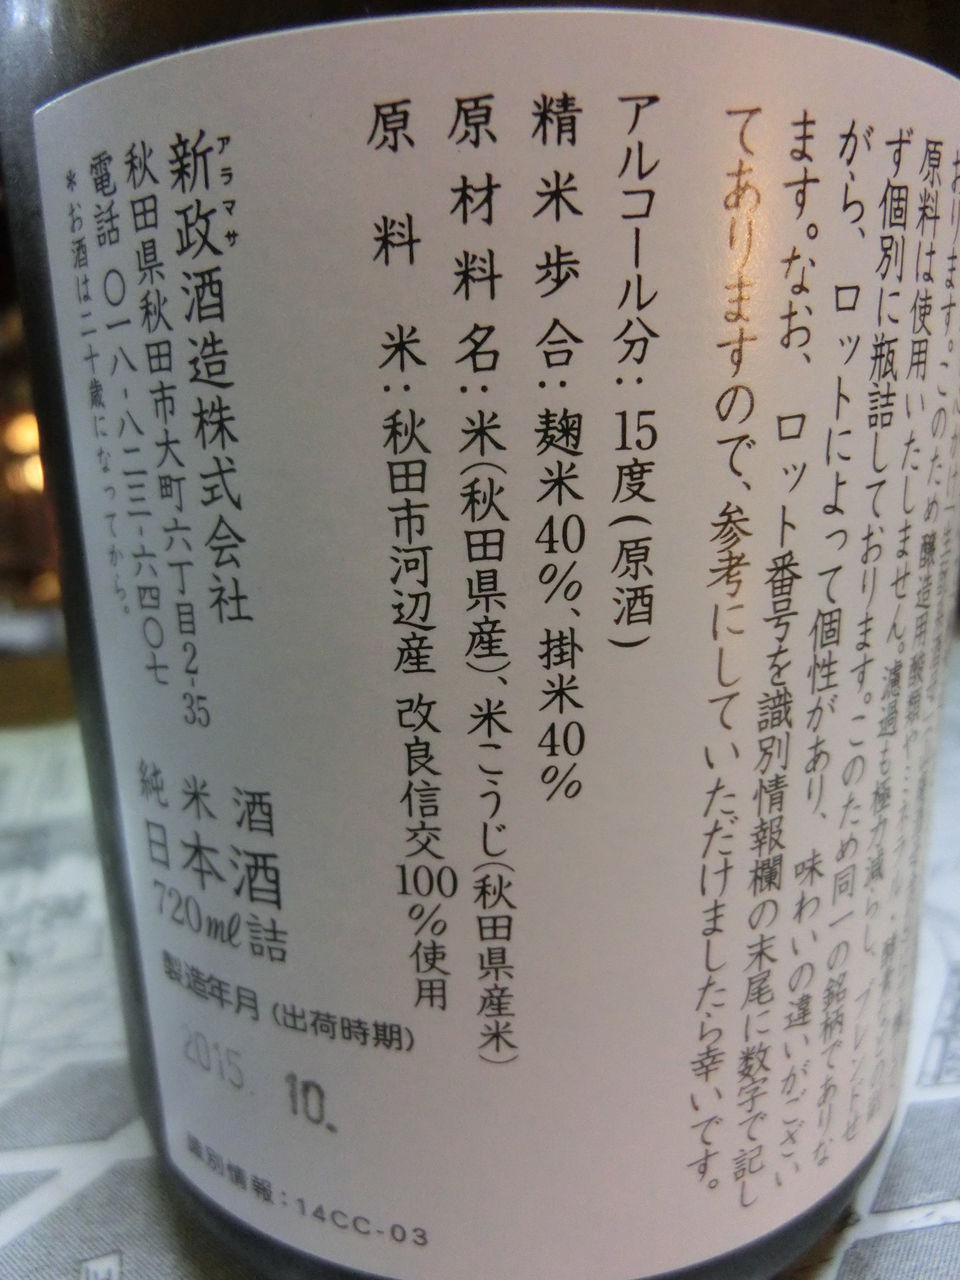 原料は使用いたしません。濾過も極力減らし、ブレンドせ
ず個別に瓶詰しております。このため同一の銘柄でありな
がら、ロットによって個性があり、味わいの違いがござい
ます。なお、ロット番号を識別情報欄の末尾に数字で記し
てありますので、参考にしていただけましたら幸いです。
アルコール分：15度（原酒）
精米歩合：麹米40％、掛米40％
原材料名：米（秋田県産）、米こうじ（秋田県産米）
原料米：秋田市河辺産 改良信交100％使用
新政酒造株式会社
アラマサ
秋田県秋田市大町六丁目2-35
電話 〇一八-八二三-六四〇七
＊お酒は二十歳になってから。
純米酒
日本酒
720ml詰
製造年月（出荷時期）
2015. 10.
識別情報：14CC-03